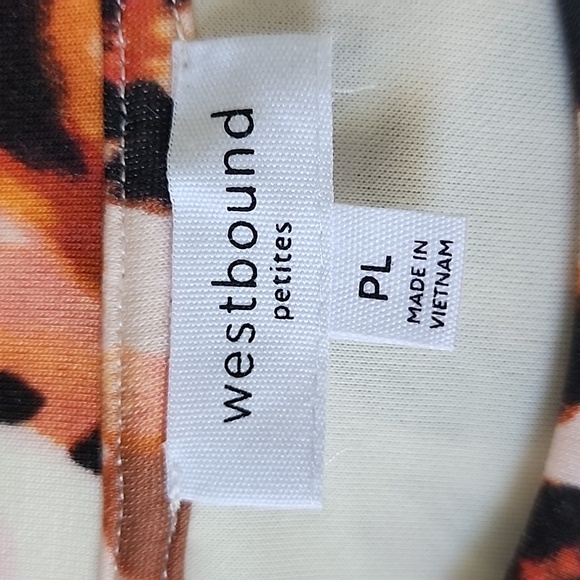 westbound
petites
PL
MADE IN
VIETNAM